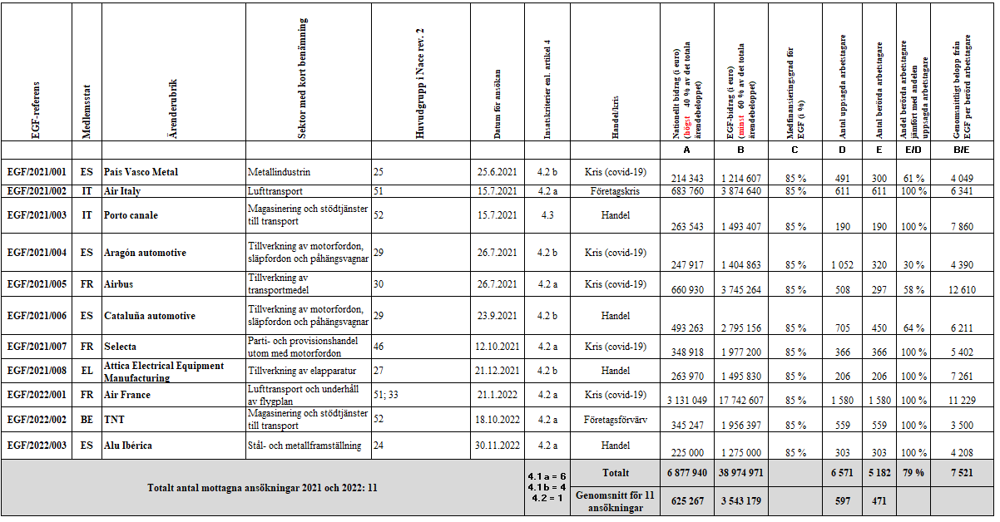 EGF-referens
Medlemsstat
Ärenderubrik
Sektor med kort benämning
Huvudgrupp i Nace rev. 2
Datum för ansökan
Insatskriterier enl. artikel 4
Handel/kris
Nationellt bidrag (i euro)
(högst 40 % av det totala
ärendebeloppet)
EGF-bidrag (i euro)
(minst 60 % av det totala
ärendebeloppet)
Medfinansieringsgrad för
EGF (i %)
Antal uppsagda arbetstagare
Antal berörda arbetstagare
Andel berörda arbetstagare
jämfört med andelen
uppsagda arbetstagare
Genomsnittligt belopp från
EGF per berörd arbetstagare
A B C D E E/D B/E
EGF/2021/001 ES País Vasco Metal Metallindustrin 25 25.6.2021 4.2 b Kris (covid-19) 214 343 1 214 607 85 % 491 300 61 % 4 049
EGF/2021/002 IT Air Italy Lufttransport 51 15.7.2021 4.2 a Företagskris 683 760 3 874 640 85 % 611 611 100 % 6 341
EGF/2021/003 IT Porto canale Magasinering och stödtjänster
till transport 52 15.7.2021 4.3 Handel 263 543 1 493 407 85 % 190 190 100 % 7 860
EGF/2021/004 ES Aragón automotive Tillverkning av motorfordon,
släpfordon och påhängsvagnar 29 26.7.2021 4.2 b Kris (covid-19) 247 917 1 404 863 85 % 1 052 320 30 % 4 390
EGF/2021/005 FR Airbus Tillverkning av
transportmedel 30 26.7.2021 4.2 a Kris (covid-19) 660 930 3 745 264 85 % 508 297 58 % 12 610
EGF/2021/006 ES Cataluña automotive Tillverkning av motorfordon,
släpfordon och påhängsvagnar 29 23.9.2021 4.2 b Handel 493 263 2 795 156 85 % 705 450 64 % 6 211
EGF/2021/007 FR Selecta Parti- och provisionshandel
utom med motorfordon 46 12.10.2021 4.2 a Kris (covid-19) 348 918 1 977 200 85 % 366 366 100 % 5 402
EGF/2021/008 EL Attica Electrical Equipment
Manufacturing Tillverkning av elapparatur 27 21.12.2021 4.2 b Handel 263 970 1 495 830 85 % 206 206 100 % 7 261
EGF/2022/001 FR Air France Lufttransport och underhåll
av flygplan 51; 33 21.1.2022 4.2 a Kris (covid-19) 3 131 049 17 742 607 85 % 1 580 1 580 100 % 11 229
EGF/2022/002 BE TNT Magasinering och stödtjänster
till transport 52 18.10.2022 4.2 a Företagsförvärv 345 247 1 956 397 85 % 559 559 100 % 3 500
EGF/2022/003 ES Alu Ibérica Stål- och metallframställning 24 30.11.2022 4.2 a Handel 225 000 1 275 000 85 % 303 303 100 % 4 208
Totalt antal mottagna ansökningar 2021 och 2022: 11
4.1 a = 6
4.1 b = 4
4.2 = 1
Totalt 6 877 940 38 974 971 6 571 5 182 79 % 7 521
Genomsnitt för 11
ansökningar 625 267 3 543 179 597 471